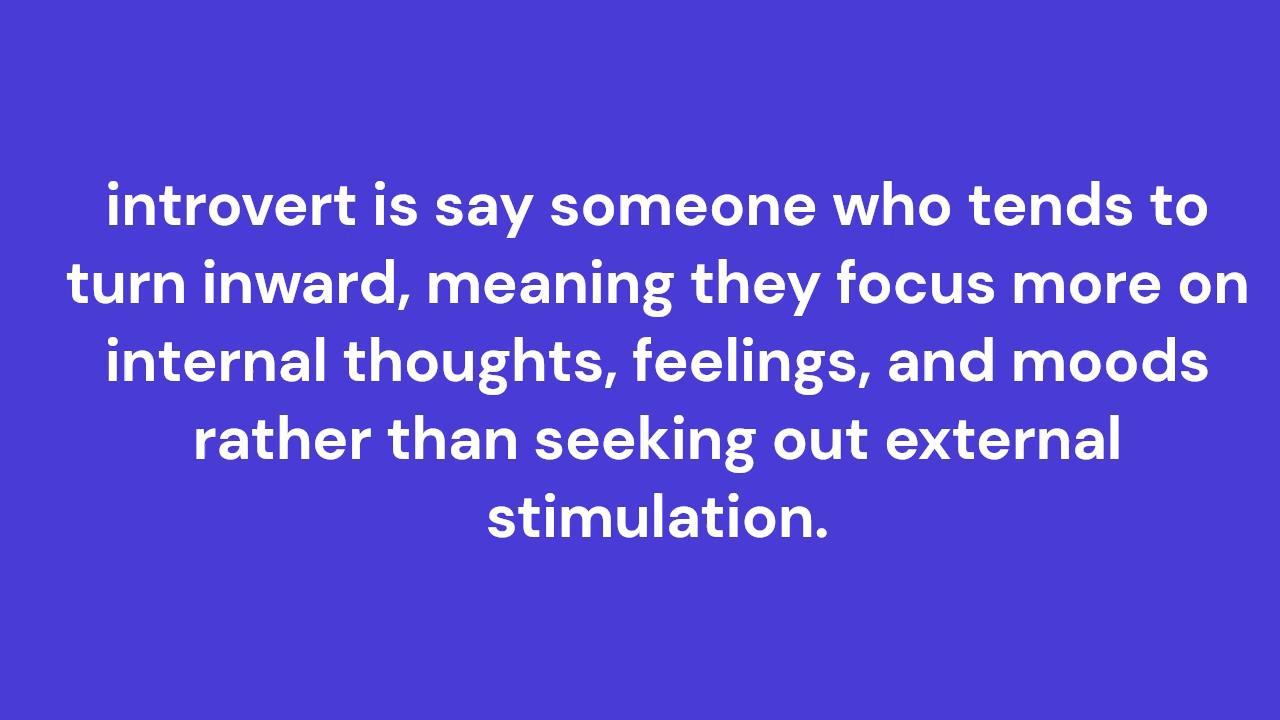 introvert is say someone who tends to
turn inward, meaning they focus more on
internal thoughts, feelings, and moods
rather than seeking out external
stimulation.